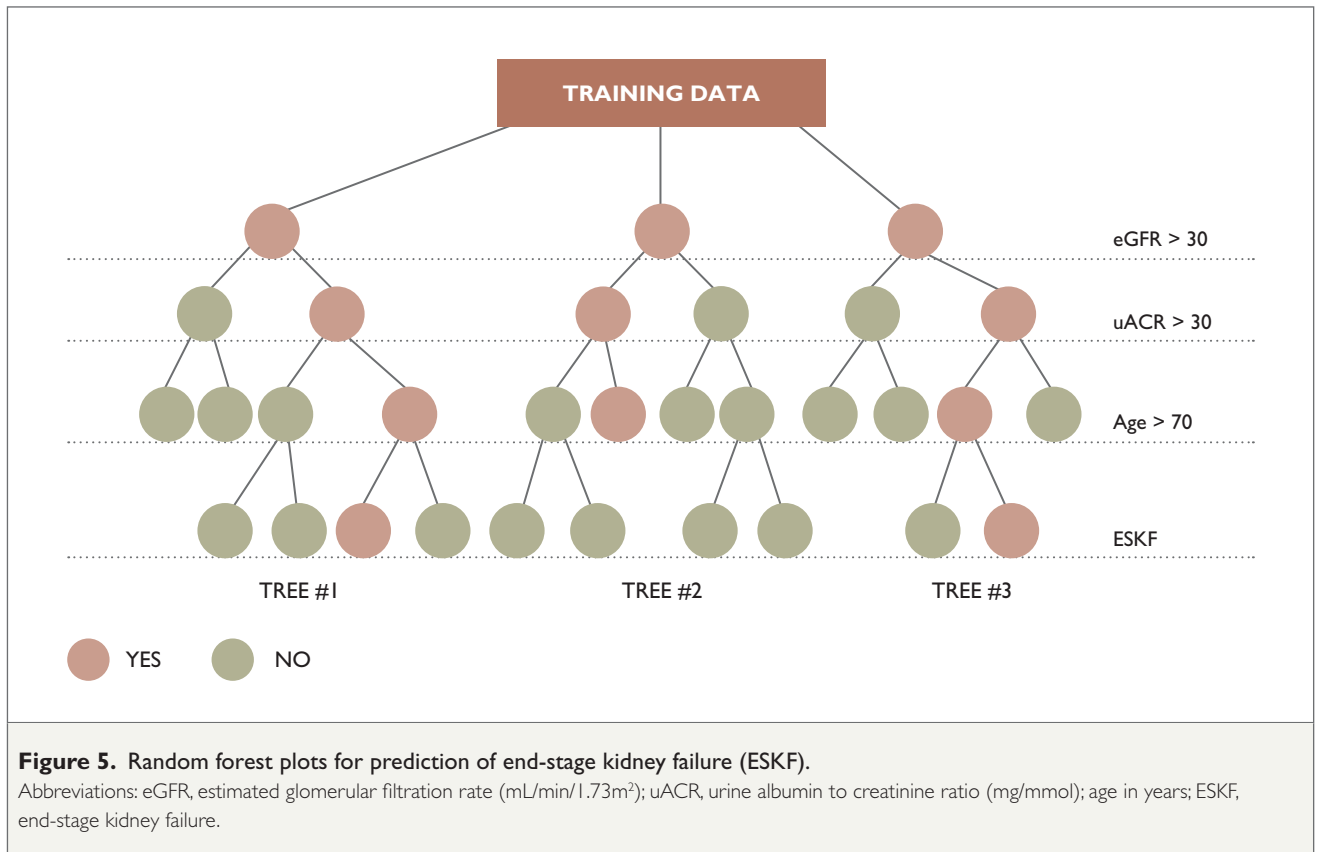 TRAINING DATA
eGFR > 30
uACR > 30
Age > 70
ESKF
TREE #1
TREE #2
TREE #3
YES
NO
Figure 5. Random forest plots for prediction of end-stage kidney failure (ESKF).
Abbreviations: eGFR, estimated glomerular filtration rate (mL/min/1.73m²); uACR, urine albumin to creatinine ratio (mg/mmol); age in years; ESKF,
end-stage kidney failure.